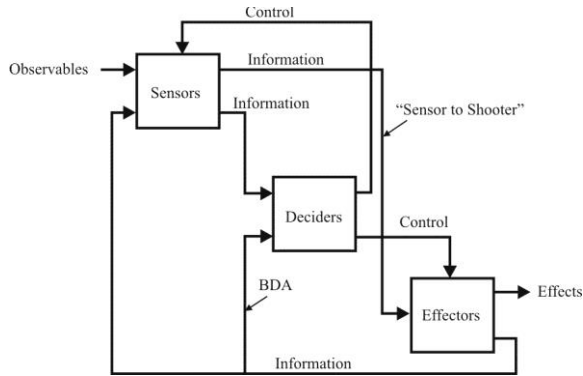 Control
Observables
Information
Sensors
Information
“Sensor to Shooter”
Deciders
Control
BDA
Effects
Effectors
Information